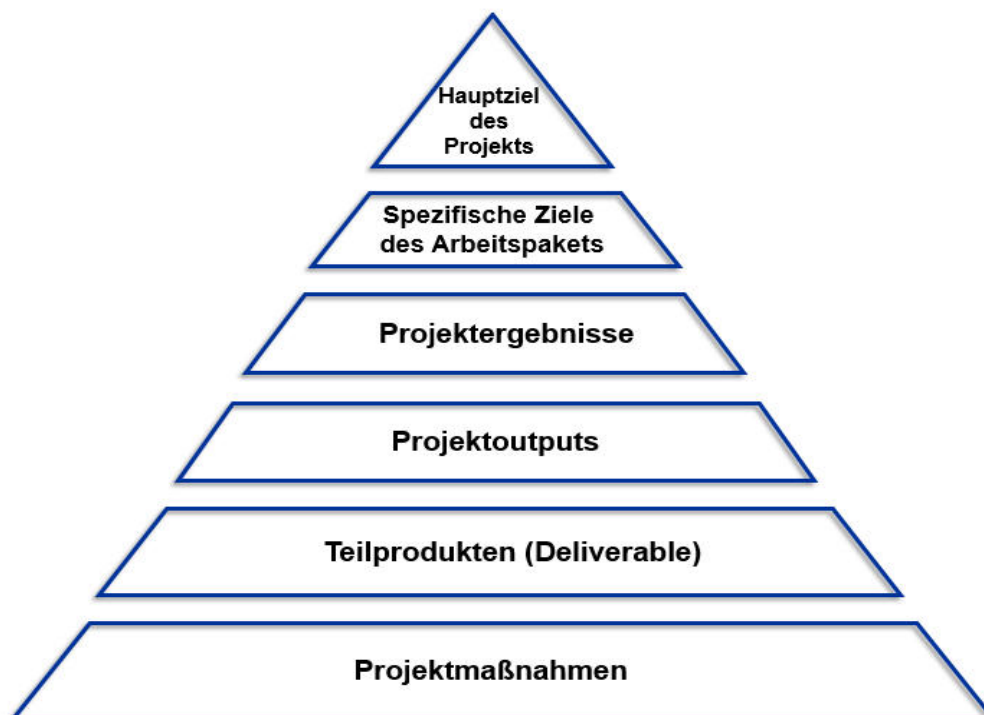 Hauptziel
des
Projekts
Spezifische Ziele
des Arbeitspakets
Projektergebnisse
Projektoutputs
Teilprodukten (Deliverable)
Projektmaßnahmen